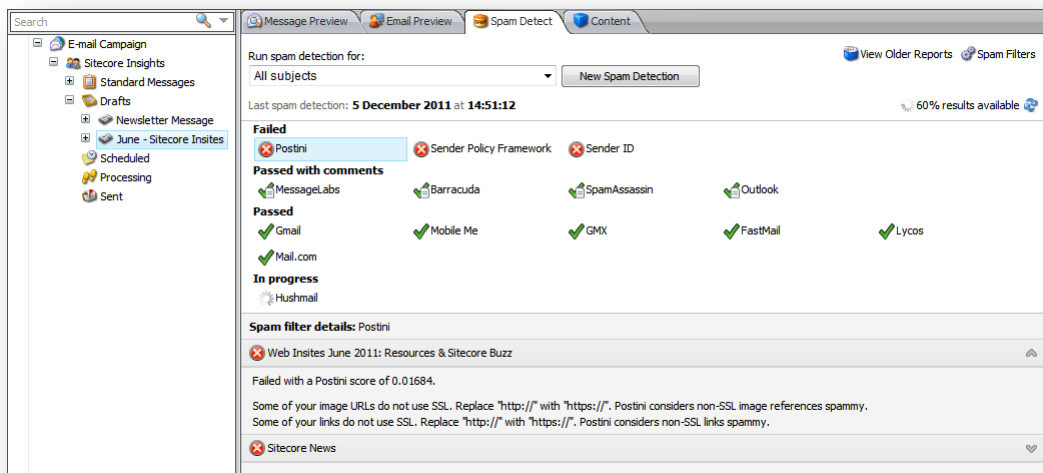 Search
E-mail Campaign
Sitecore Insights
Standard Messages
Drafts
Newsletter Message
June - Sitecore Insites
Scheduled
Processing
Sent
Message Preview Email Preview Spam Detect Content
Run spam detection for:
View Older Reports Spam Filters
All subjects New Spam Detection
Last spam detection: 5 December 2011 at 14:51:12 60% results available
Failed
Postini Sender Policy Framework Sender ID
Passed with comments
MessageLabs Barracuda SpamAssassin Outlook
Passed
Gmail Mobile Me GMX FastMail Lycos
Mail.com
In progress
Hushmail
Spam filter details: Postini
Web Insites June 2011: Resources & Sitecore Buzz
Failed with a Postini score of 0.01684.
Some of your image URLs do not use SSL. Replace "http://" with "https://". Postini considers non-SSL image references spammy.
Some of your links do not use SSL. Replace "http://" with "https://". Postini considers non-SSL links spammy.
Sitecore News